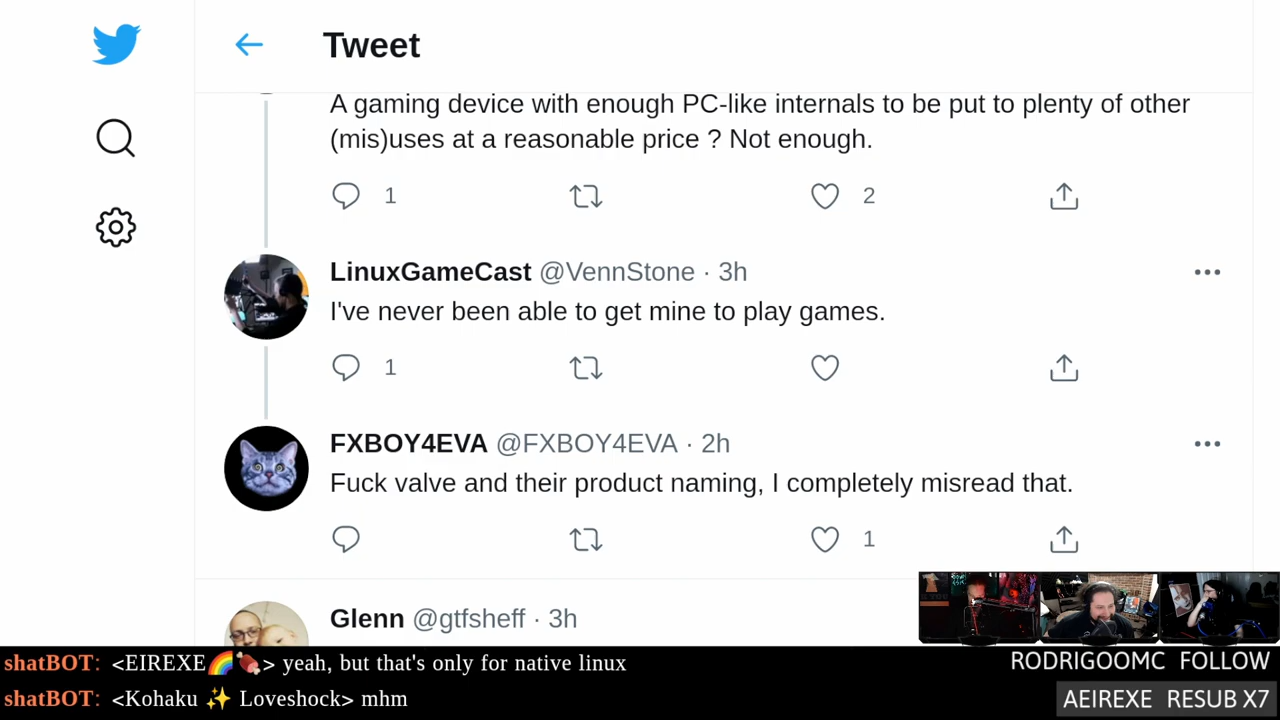 Tweet
A gaming device with enough PC-like internals to be put to plenty of other
(mis)uses at a reasonable price ? Not enough.
1 2
LinuxGameCast @VennStone · 3h
I've never been able to get mine to play games.
1
FXBOY4EVA @FXBOY4EVA · 2h
Fuck valve and their product naming, I completely misread that.
1
Glenn @gtfsheff · 3h
shatBOT: <EIREXE🌈🍖> yeah, but that's only for native linux
RODRIGOOMC FOLLOW
shatBOT: <Kohaku ✨ Loveshock> mhm
AEIREXE RESUB X7